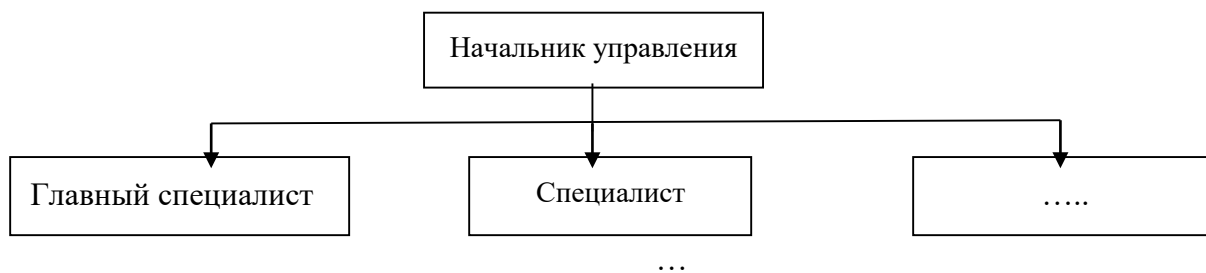 Начальник управления
Главный специалист
Специалист
…..
…